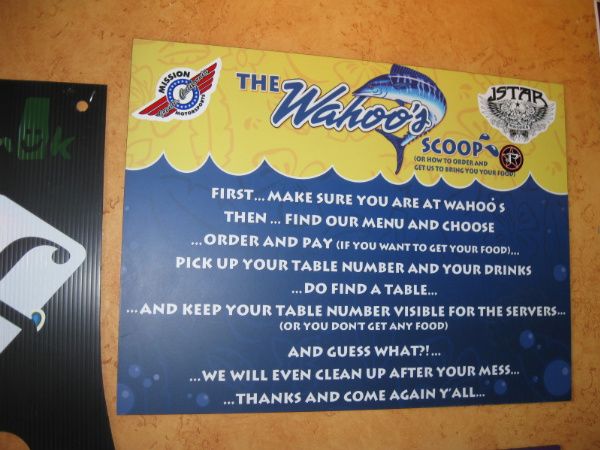 MISSION
MOTORSPORTS
JSTAR
THE Wahoo's
SCOOP
(OR HOW TO ORDER AND
GET US TO BRING YOU YOUR FOOD)
FIRST... MAKE SURE YOU ARE AT WAHOO'S
THEN ... FIND OUR MENU AND CHOOSE
...ORDER AND PAY (IF YOU WANT TO GET YOUR FOOD)...
PICK UP YOUR TABLE NUMBER AND YOUR DRINKS
...DO FIND A TABLE...
...AND KEEP YOUR TABLE NUMBER VISIBLE FOR THE SERVERS...
(OR YOU DON'T GET ANY FOOD)
AND GUESS WHAT?!...
...WE WILL EVEN CLEAN UP AFTER YOUR MESS...
...THANKS AND COME AGAIN Y'ALL...